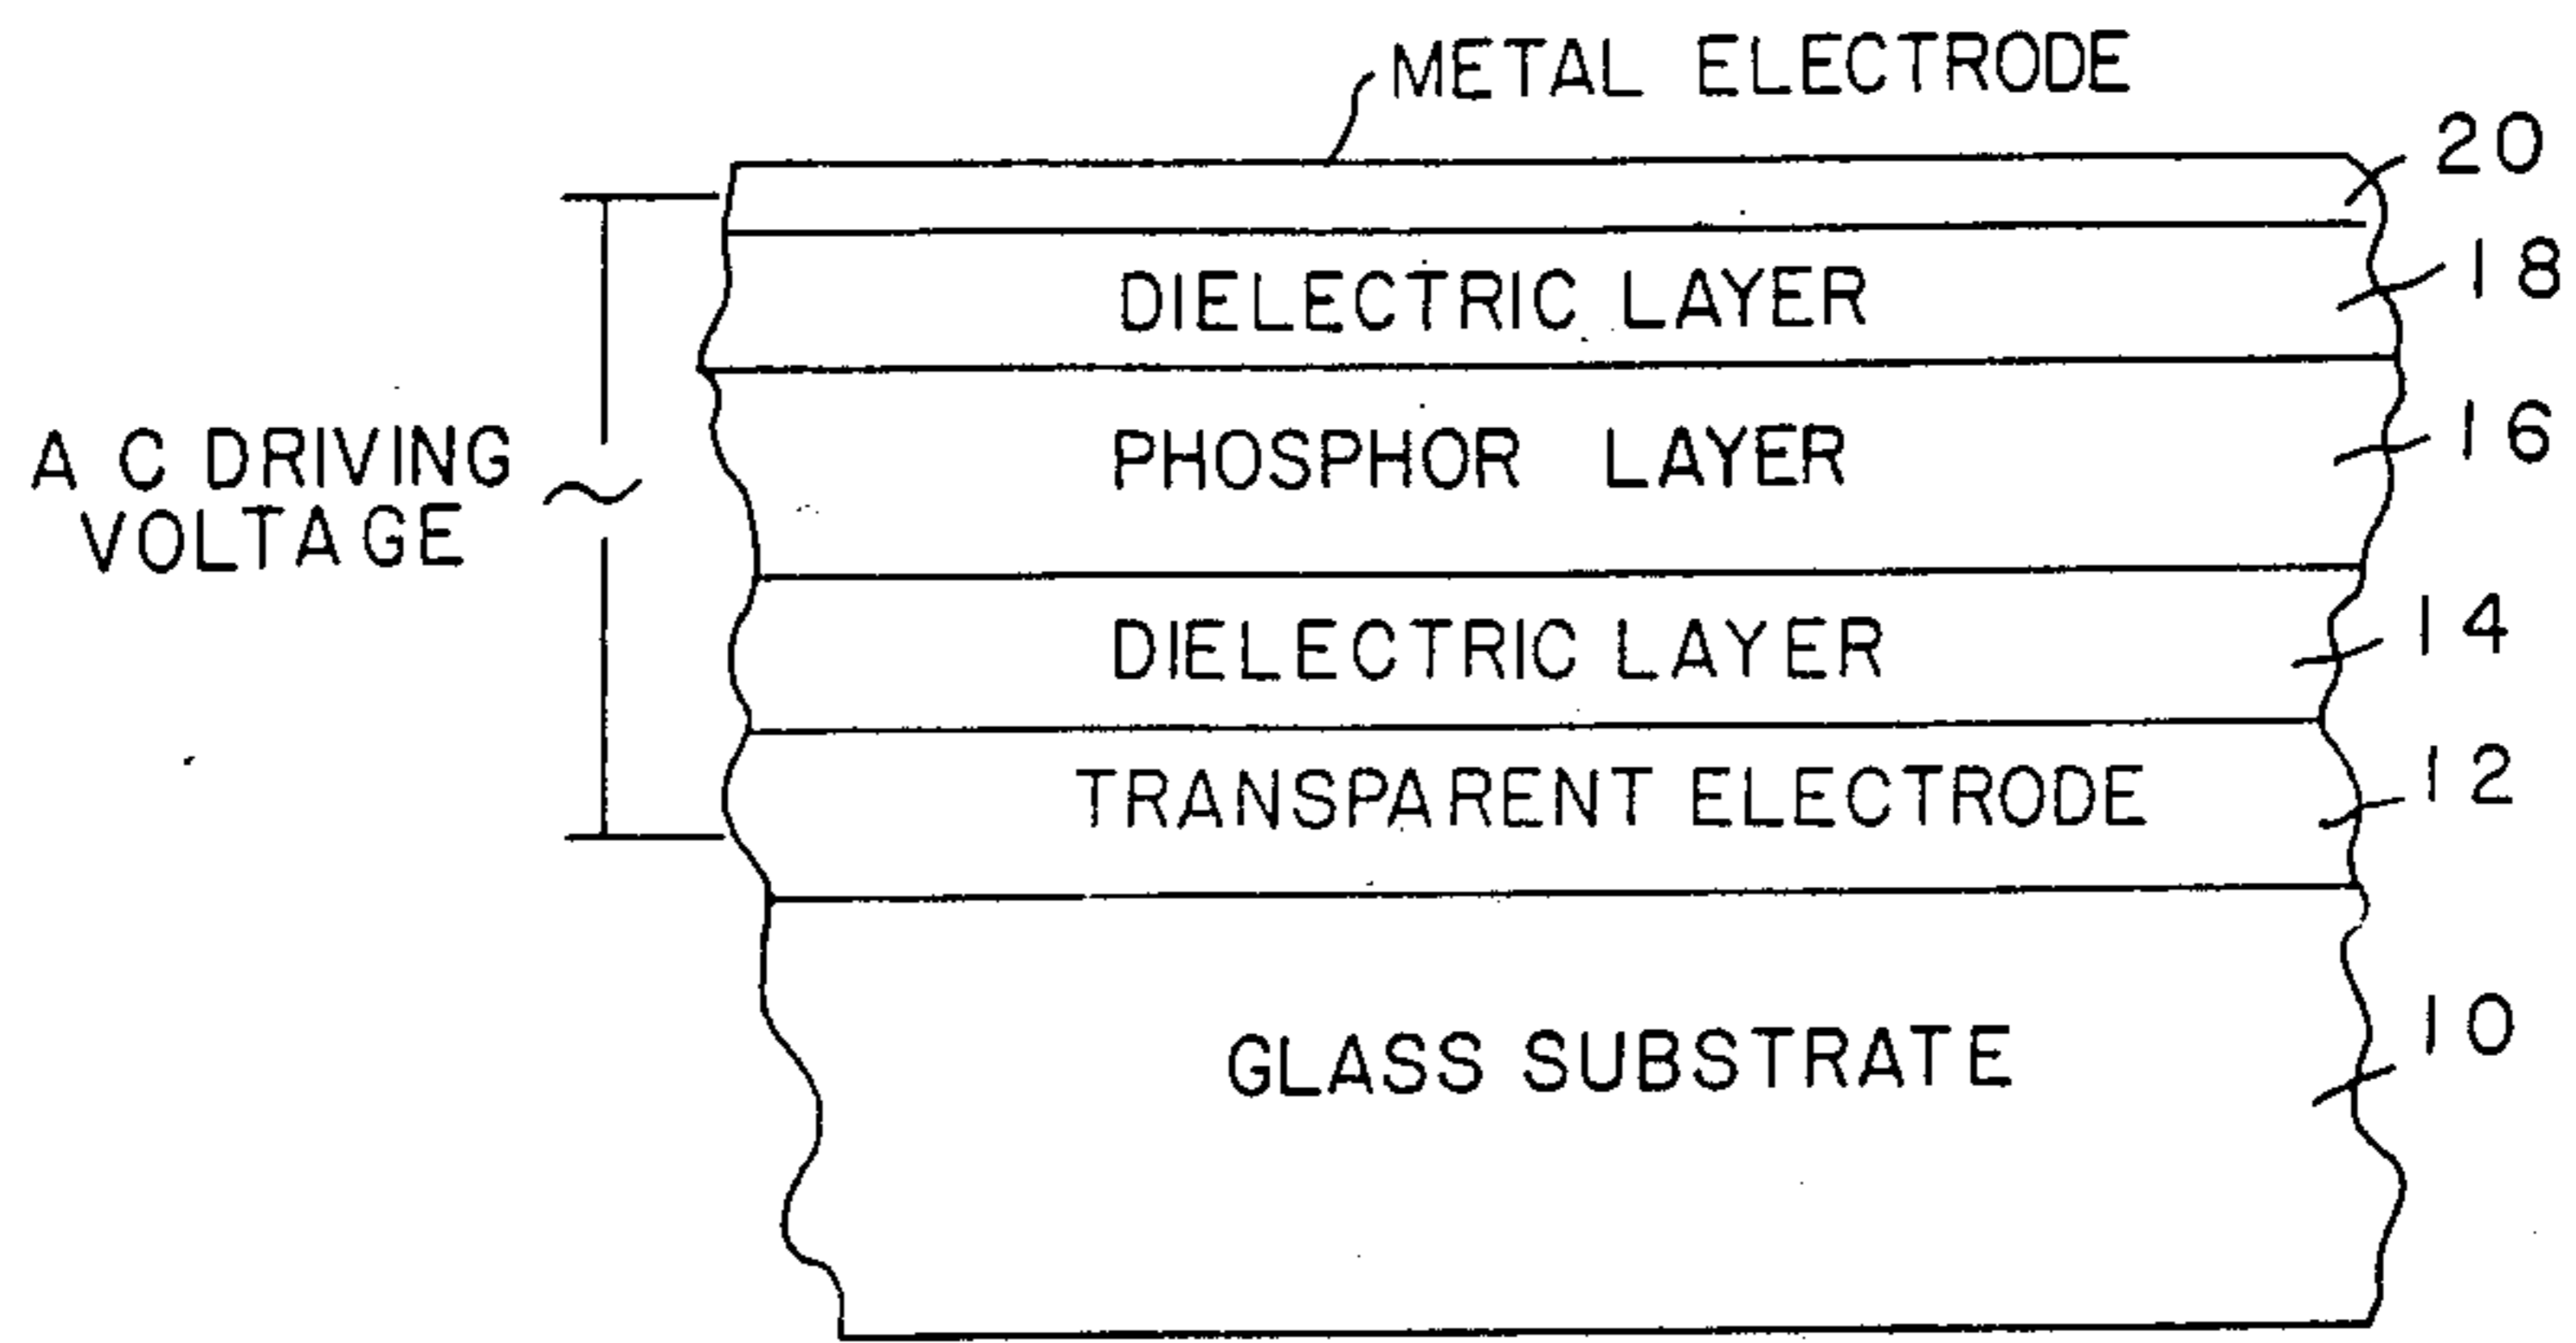 METAL ELECTRODE
20
DIELECTRIC LAYER
18
PHOSPHOR LAYER
16
A C DRIVING
VOLTAGE
DIELECTRIC LAYER
14
TRANSPARENT ELECTRODE
12
GLASS SUBSTRATE
10